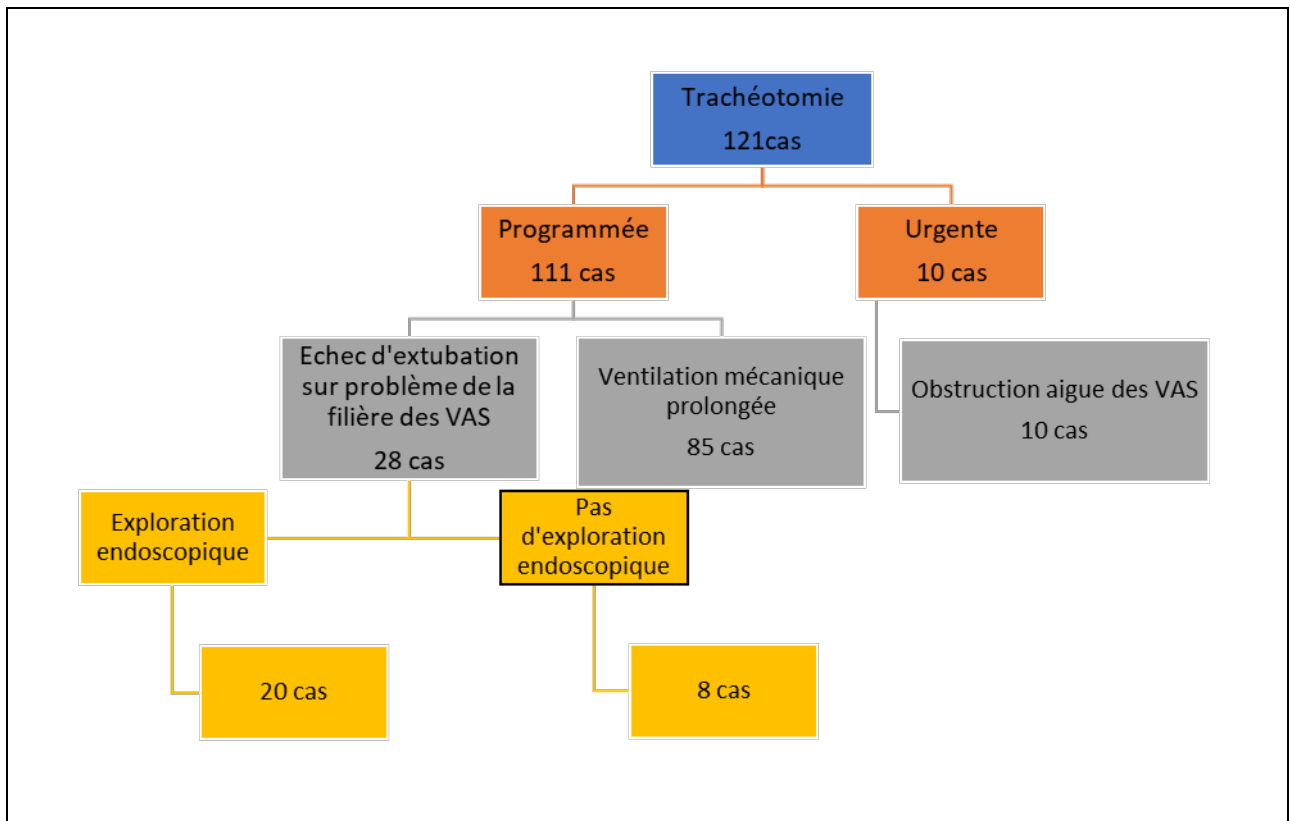 Trachéotomie
121cas
Programmée
111 cas
Urgente
10 cas
Echec d'extubation
sur problème de la
filière des VAS
28 cas
Ventilation mécanique
prolongée
85 cas
Obstruction aigue des VAS
10 cas
Exploration
endoscopique
Pas
d'exploration
endoscopique
20 cas
8 cas